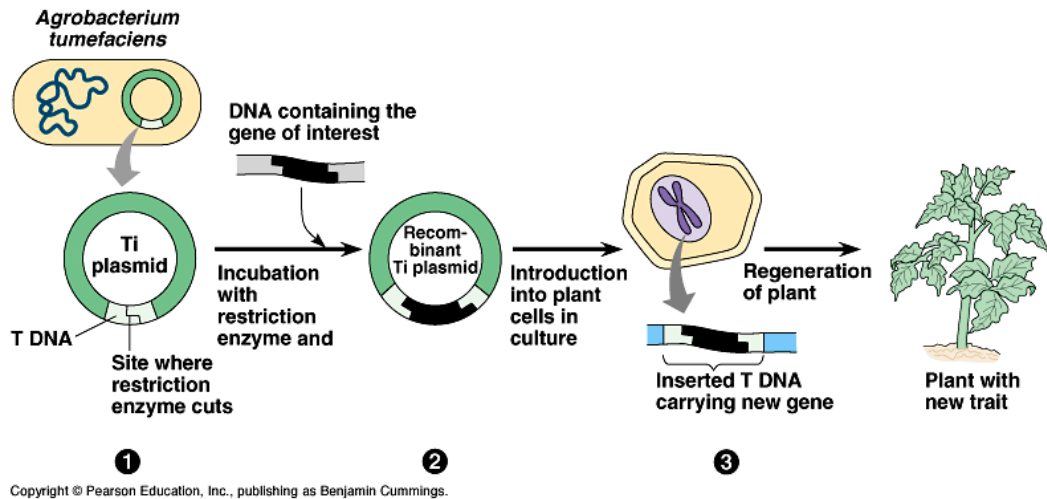 Agrobacterium
tumefaciens
DNA containing the
gene of interest
Ti
plasmid
Recom-
binant
Ti plasmid
Incubation
with
restriction
enzyme and
Introduction
into plant
cells in
culture
Regeneration
of plant
T DNA
Site where
restriction
enzyme cuts
Inserted T DNA
carrying new gene
Plant with
new trait
1
2
3
Copyright © Pearson Education, Inc., publishing as Benjamin Cummings.